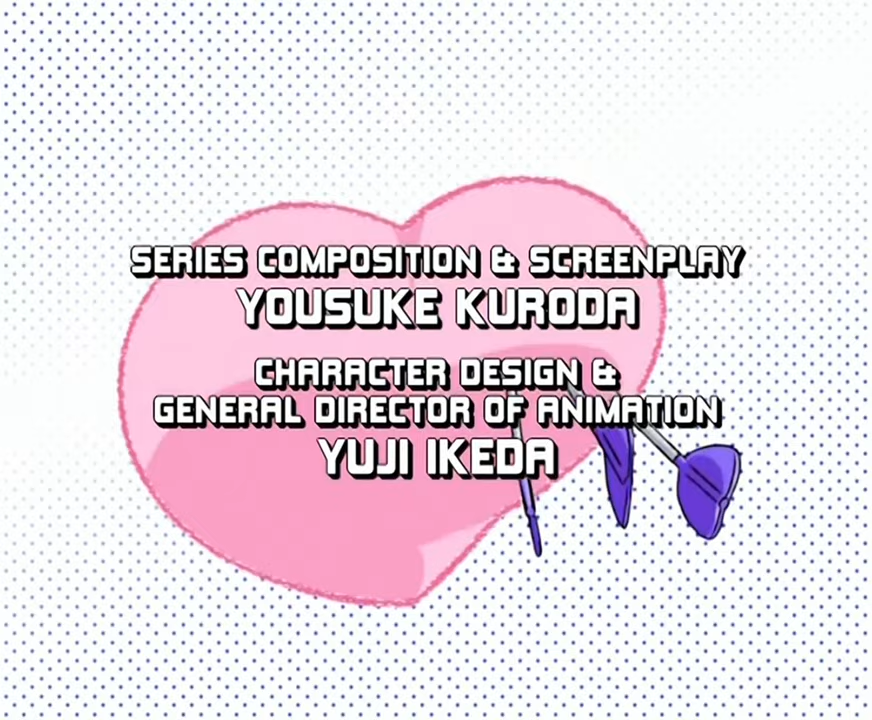 SERIES COMPOSITION & SCREENPLAY
YOUSUKE KURODA
CHARACTER DESIGN &
GENERAL DIRECTOR OF ANIMATION
YUJI IKEDA